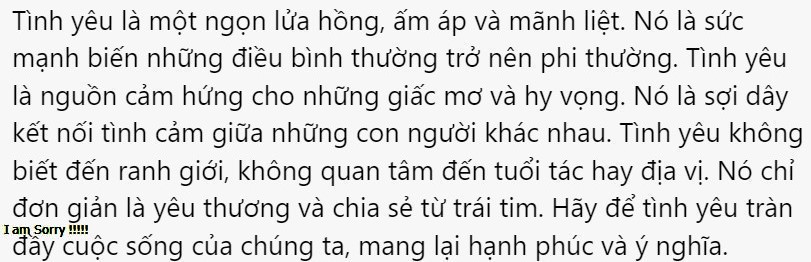 Tình yêu là một ngọn lửa hồng, ấm áp và mãnh liệt. Nó là sức
mạnh biến những điều bình thường trở nên phi thường. Tình yêu
là nguồn cảm hứng cho những giấc mơ và hy vọng. Nó là sợi dây
kết nối tình cảm giữa những con người khác nhau. Tình yêu không
biết đến ranh giới, không quan tâm đến tuổi tác hay địa vị. Nó chỉ
đơn giản là yêu thương và chia sẻ từ trái tim. Hãy để tình yêu tràn
I am Sorry !!!!!
đầy cuộc sống của chúng ta, mang lại hạnh phúc và ý nghĩa.